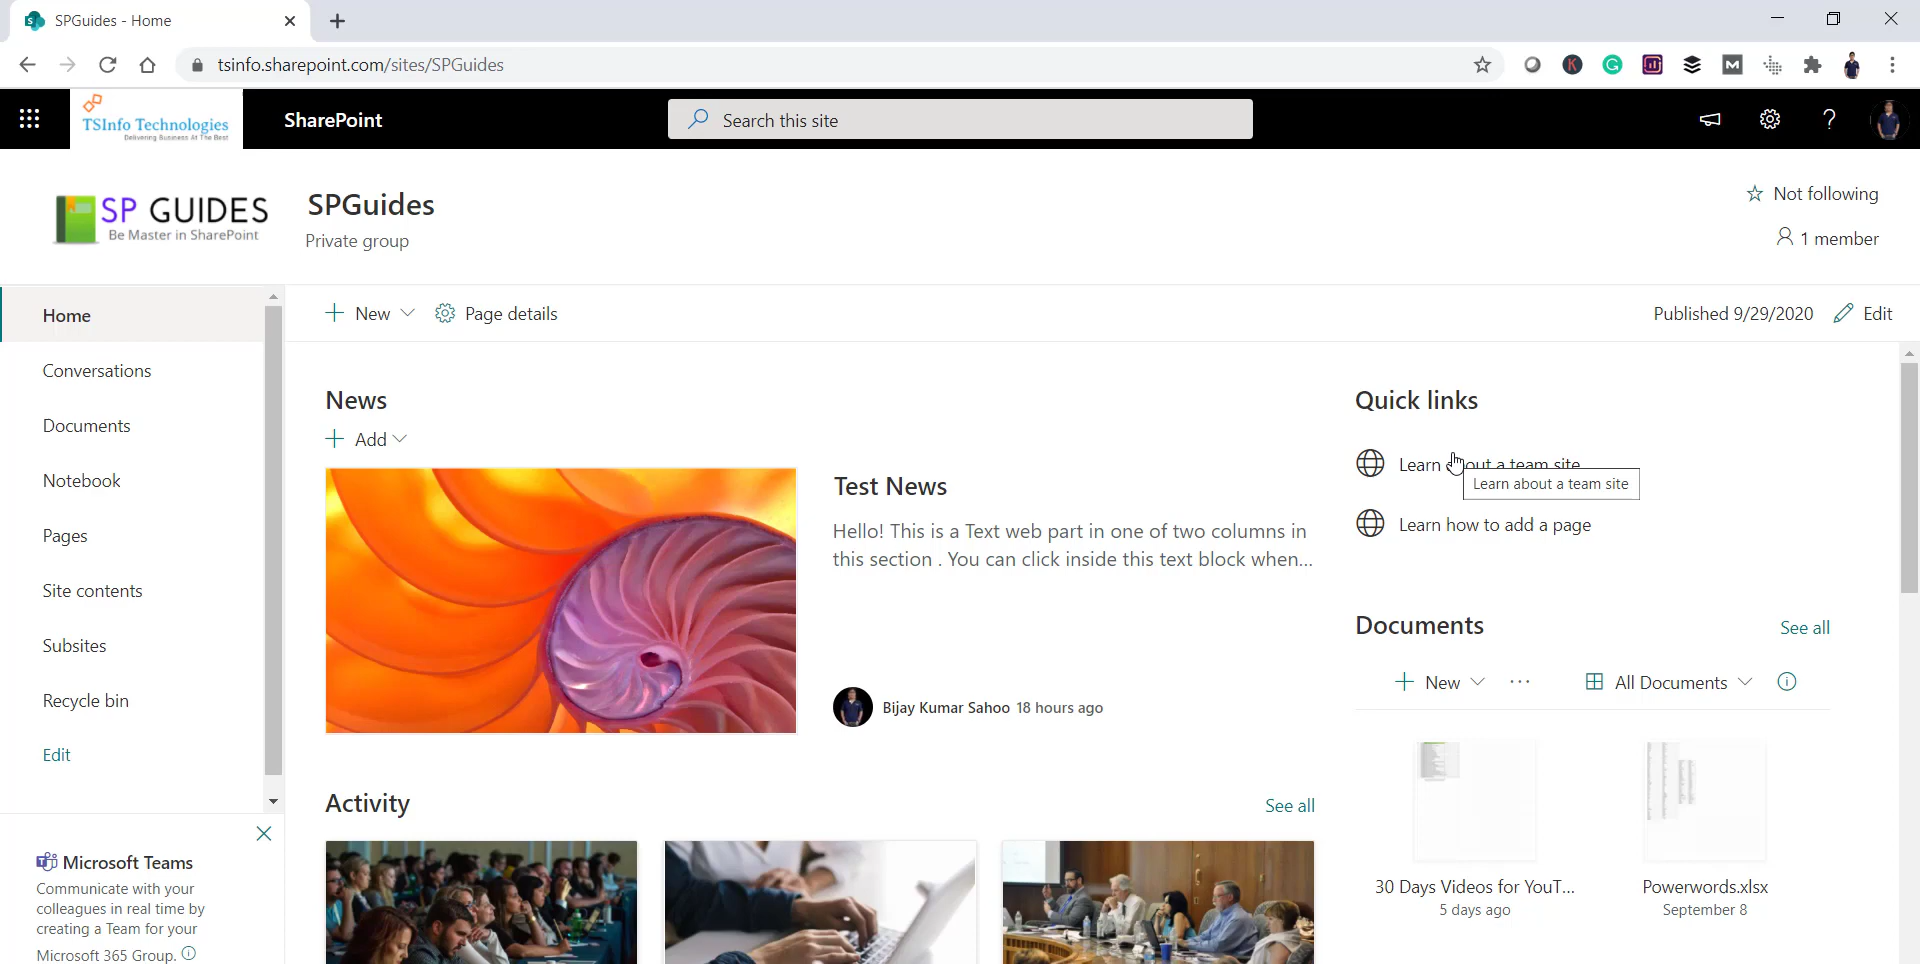 SPGuides - Home
tsinfo.sharepoint.com/sites/SPGuides
TSInfo Technologies
Delivering Business At The Best
SharePoint
Search this site
SP GUIDES
Be Master in SharePoint
SPGuides
Private group
Not following
1 member
Home
Conversations
Documents
Notebook
Pages
Site contents
Subsites
Recycle bin
Edit
Microsoft Teams
Communicate with your
colleagues in real time by
creating a Team for your
Microsoft 365 Group.
New
Page details
Published 9/29/2020
Edit
News
Add
Test News
Hello! This is a Text web part in one of two columns in
this section . You can click inside this text block when...
Bijay Kumar Sahoo 18 hours ago
Activity
See all
Quick links
Learn about a team site
Learn about a team site
Learn how to add a page
Documents
See all
New
All Documents
30 Days Videos for YouT...
5 days ago
Powerwords.xlsx
September 8